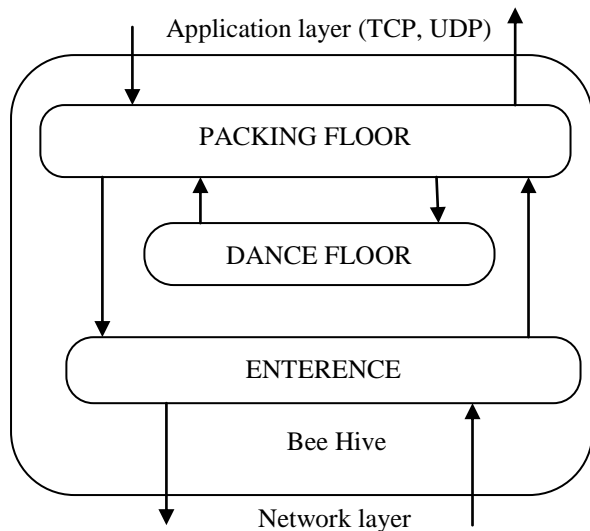 Application layer (TCP, UDP)
PACKING FLOOR
DANCE FLOOR
ENTERENCE
Bee Hive
Network layer